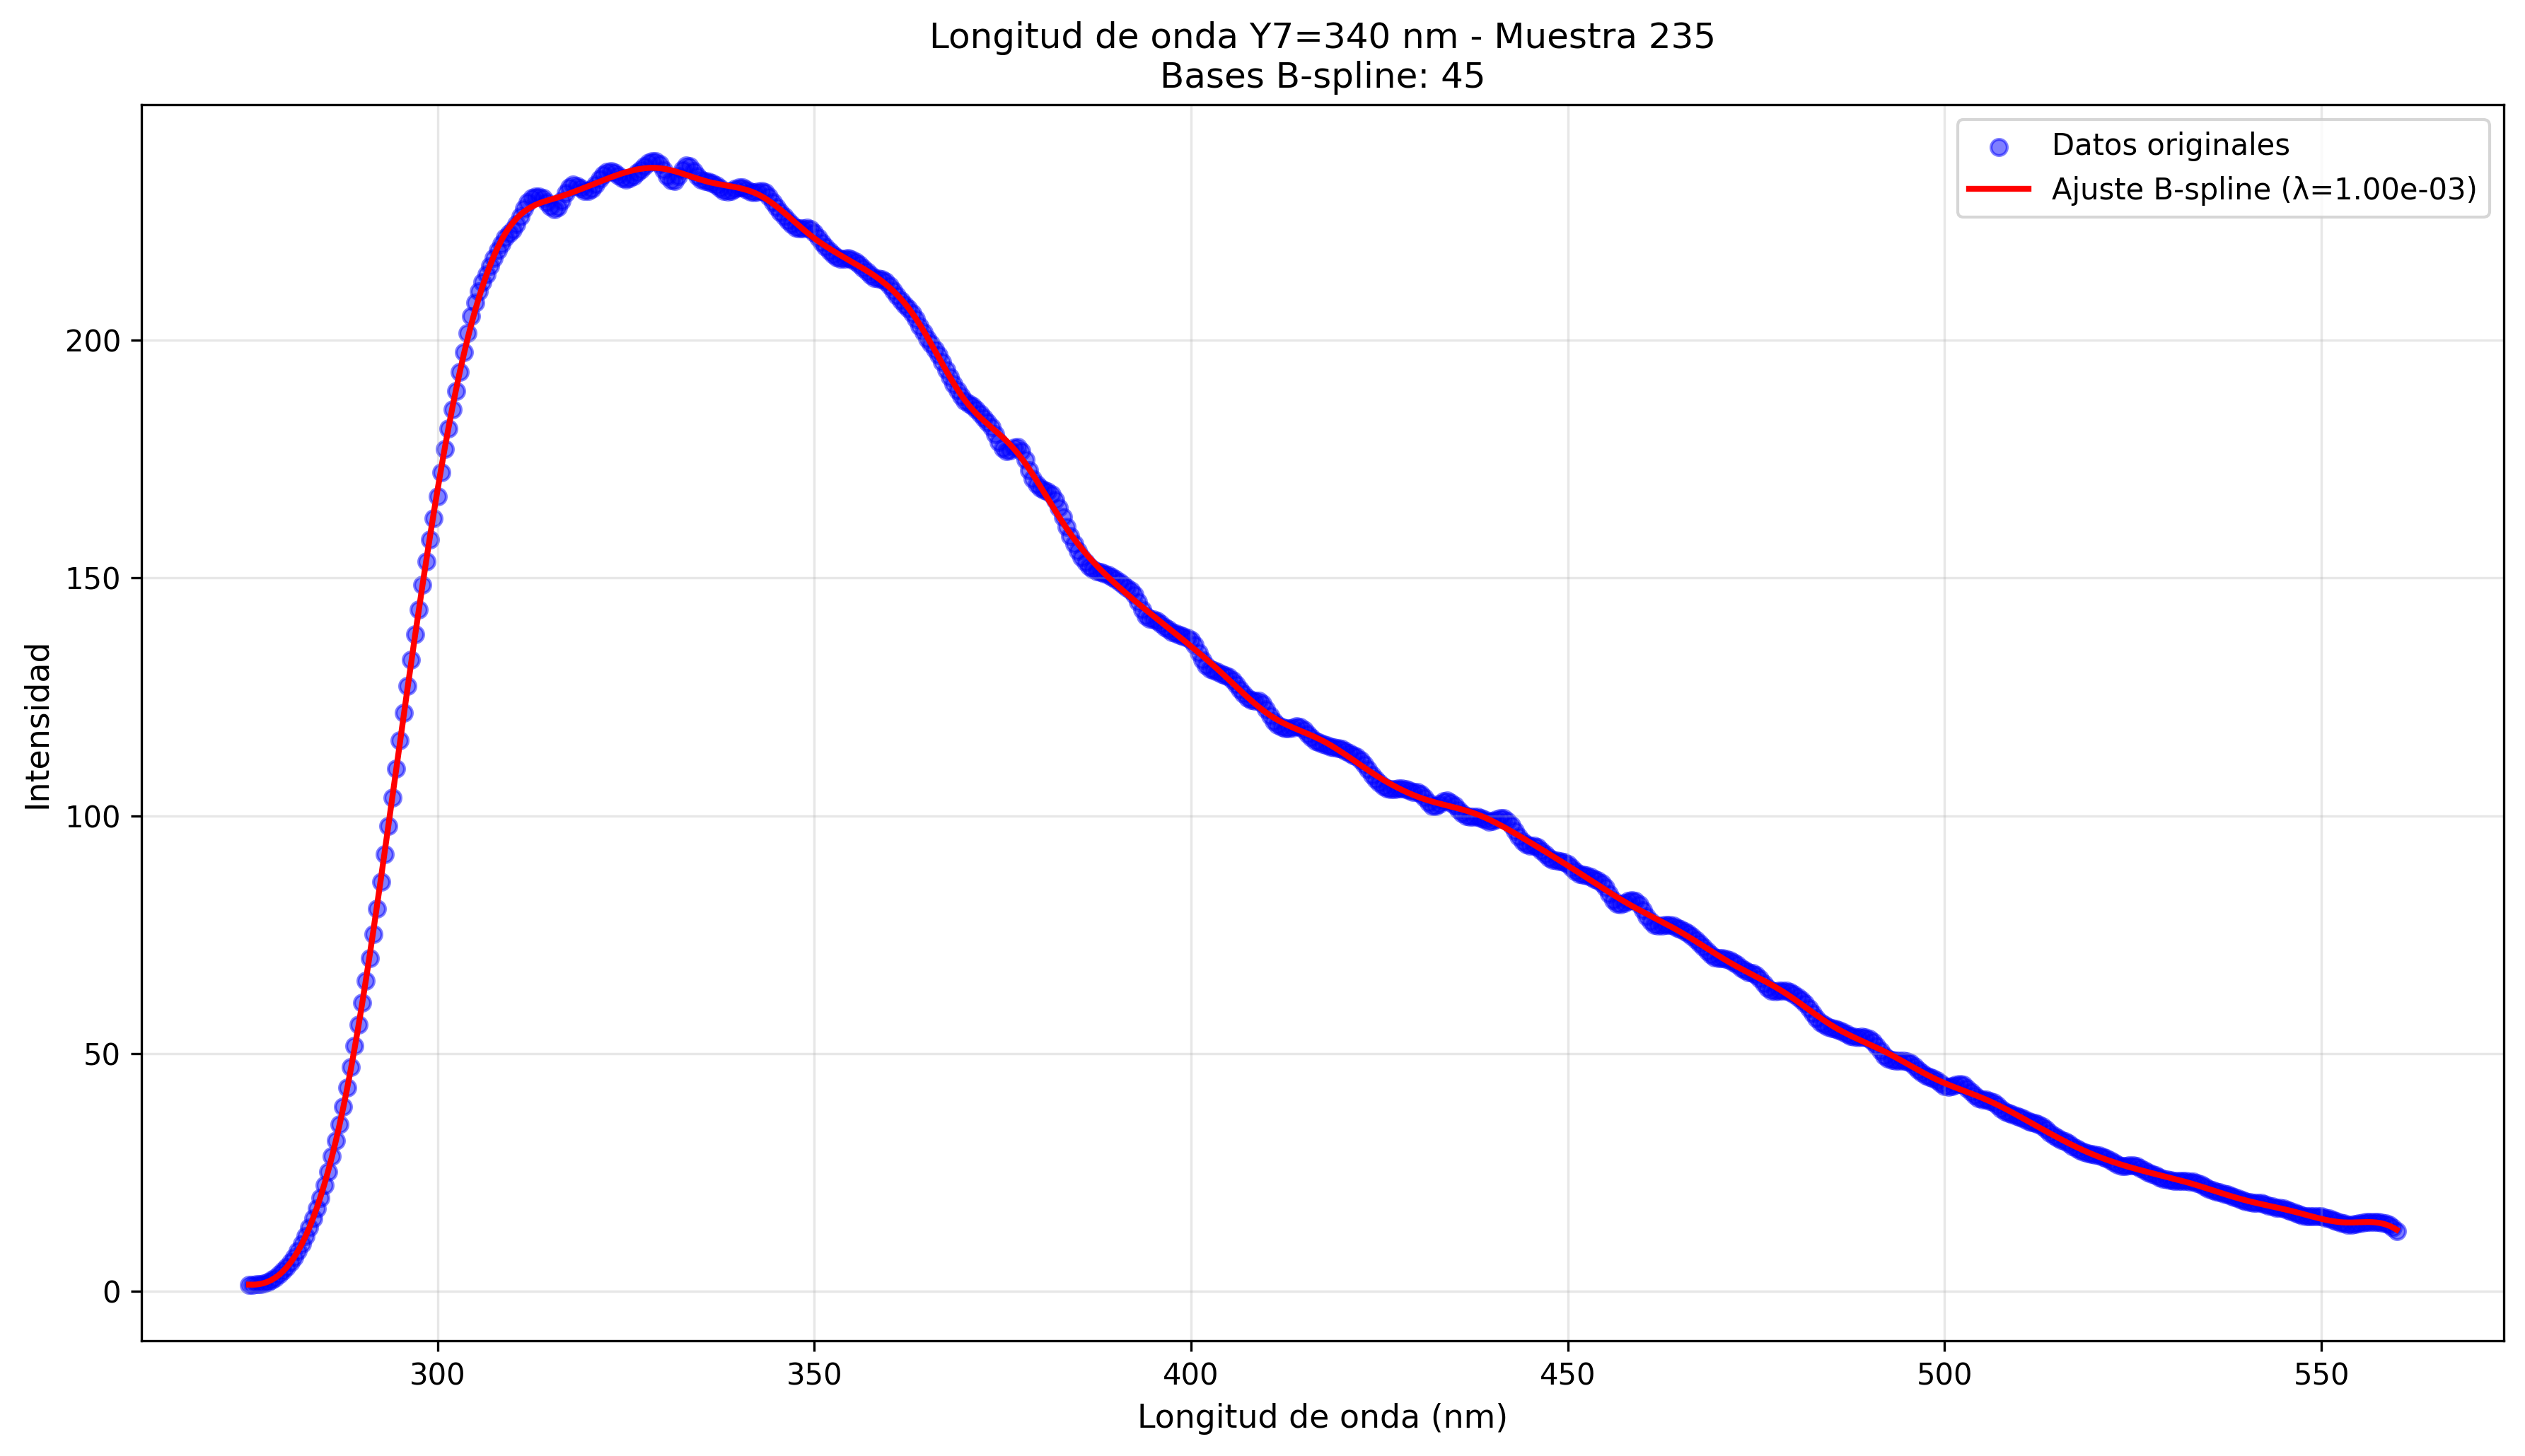 Longitud de onda Y7=340 nm - Muestra 235
Bases B-spline: 45
Datos originales
Ajuste B-spline (λ=1.00e-03)
200
150
100
50
0
Intensidad
300 350 400 450 500 550
Longitud de onda (nm)